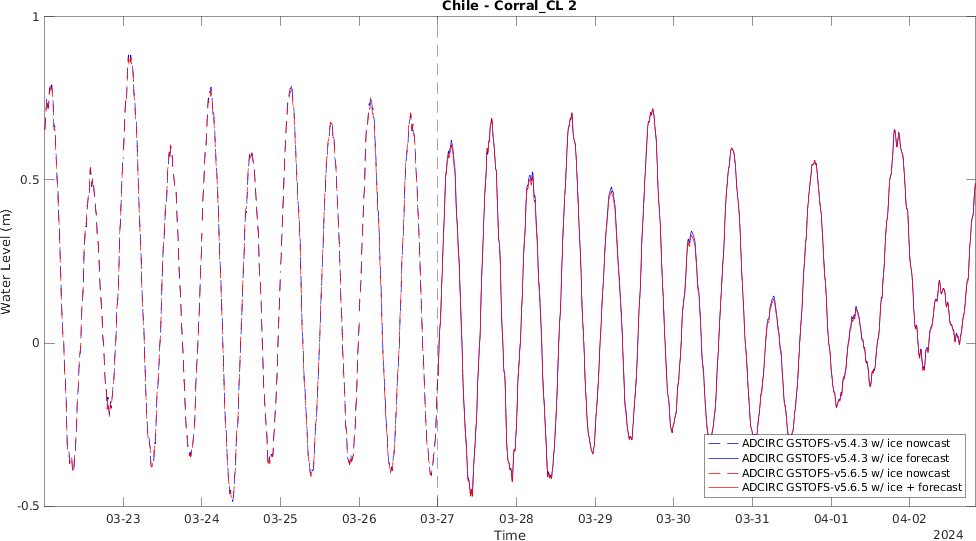 Chile - Corral_CL 2
1
0.5
0
-0.5
Water Level (m)
ADCIRC GSTOFS-v5.4.3 w/ ice nowcast
ADCIRC GSTOFS-v5.4.3 w/ ice forecast
ADCIRC GSTOFS-v5.6.5 w/ ice nowcast
ADCIRC GSTOFS-v5.6.5 w/ ice + forecast
03-23 03-24 03-25 03-26 03-27 03-28 03-29 03-30 03-31 04-01 04-02
Time
2024